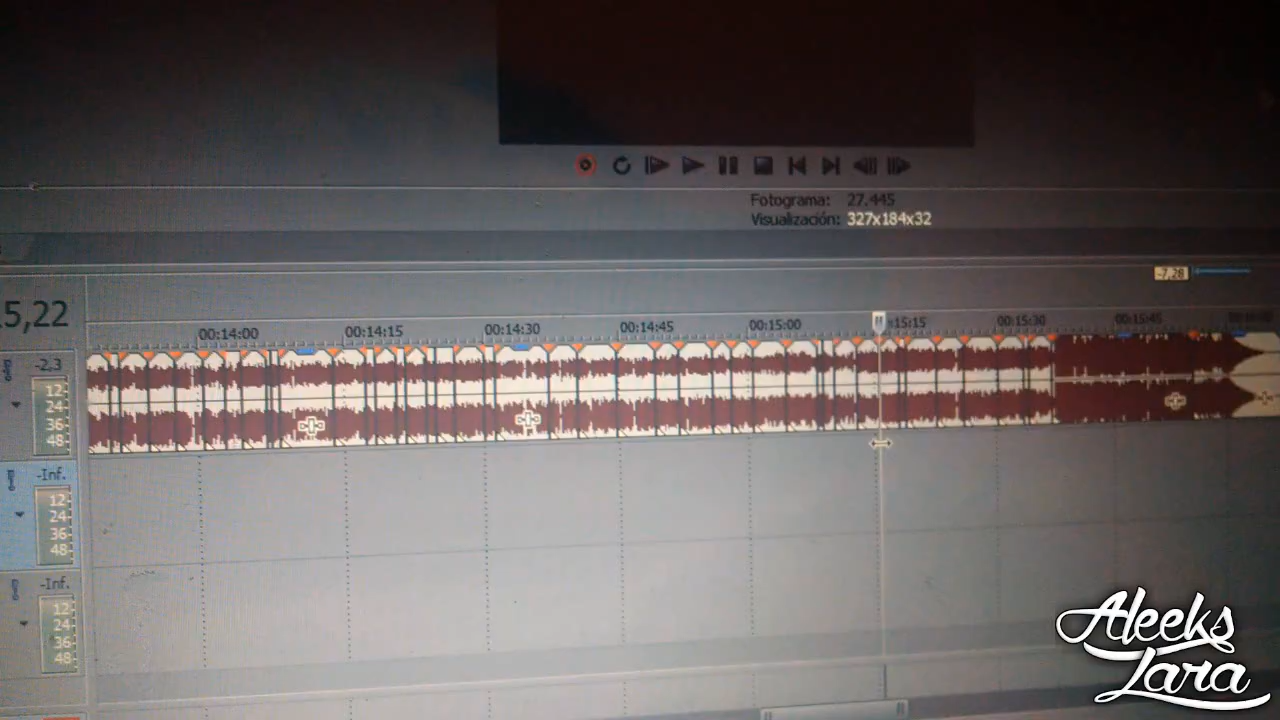 Fotograma: 27.445
Visualización: 327x184x32
-7,28
5,22
00:14:00 00:14:15 00:14:30 00:14:45 00:15:00 :15:15 00:15:30 00:15:45
-2,3
12
24
36
48
-Inf.
12
24
36
48
-Inf.
12
24
36
48
Aleeks
Lara